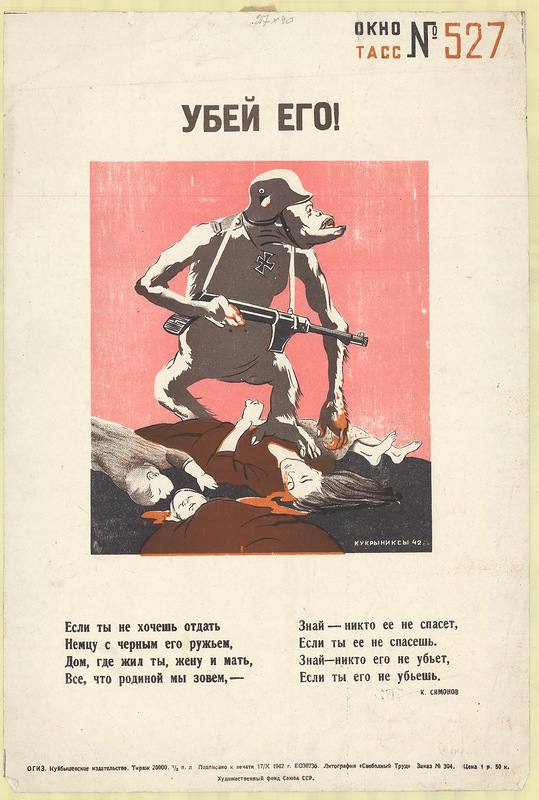 27x40
ОКНО
ТАСС
№ 527
УБЕЙ ЕГО!
КУКРЫНИКСЫ 42.
Если ты не хочешь отдать
Немцу с черным его ружьем,
Дом, где жил ты, жену и мать,
Все, что родиной мы зовем,—
Знай — никто ее не спасет,
Если ты ее не спасешь.
Знай—никто его не убьет,
Если ты его не убьешь.
К. СИМОНОВ
ОГИЗ. Куйбышевское издательство. Тираж 20000. ½ п. л Подписано к печати 17/X 1942 г. ЕО30736. Литография «Свободный Труд» Заказ № 304. Цена 1 р. 50 к.
Художественный фонд Союза ССР.